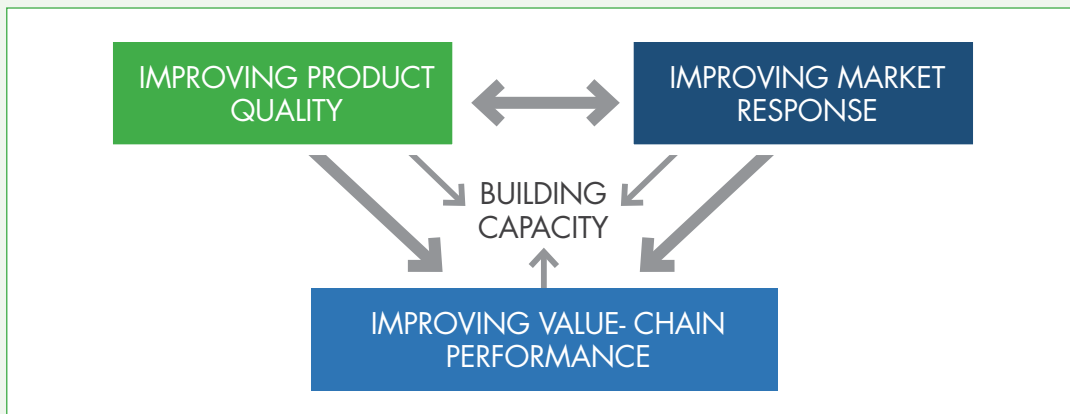 IMPROVING PRODUCT
QUALITY
IMPROVING MARKET
RESPONSE
BUILDING
CAPACITY
IMPROVING VALUE- CHAIN
PERFORMANCE